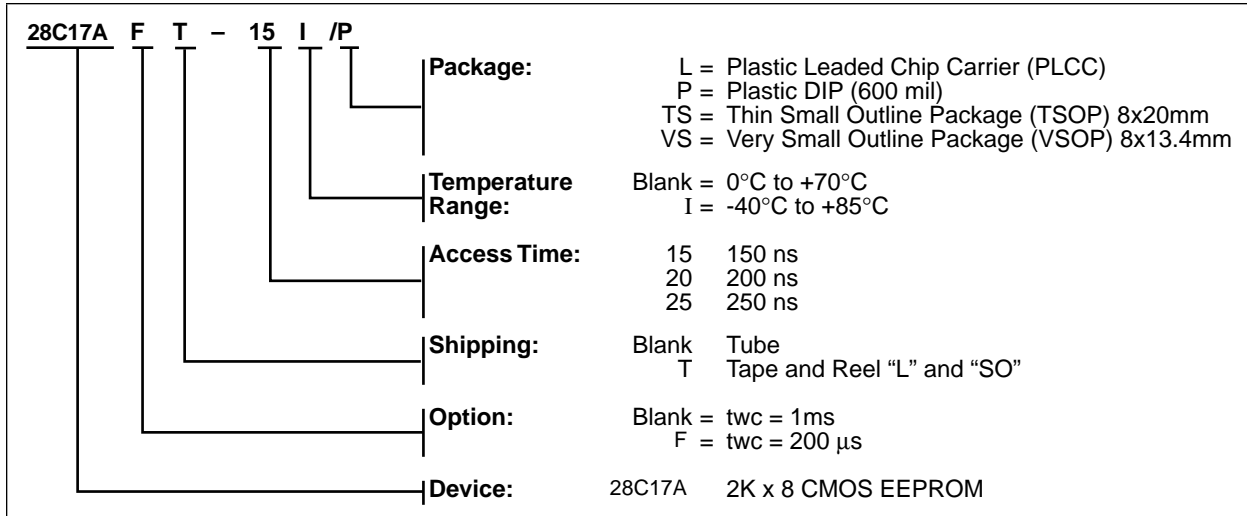 28C17A F T – 15 I /P
Package: L = Plastic Leaded Chip Carrier (PLCC)
P = Plastic DIP (600 mil)
TS = Thin Small Outline Package (TSOP) 8x20mm
VS = Very Small Outline Package (VSOP) 8x13.4mm
Temperature Blank = 0°C to +70°C
Range: I = -40°C to +85°C
Access Time: 15 150 ns
20 200 ns
25 250 ns
Shipping: Blank Tube
T Tape and Reel “L” and “SO”
Option: Blank = twc = 1ms
F = twc = 200 μs
Device: 28C17A 2K x 8 CMOS EEPROM